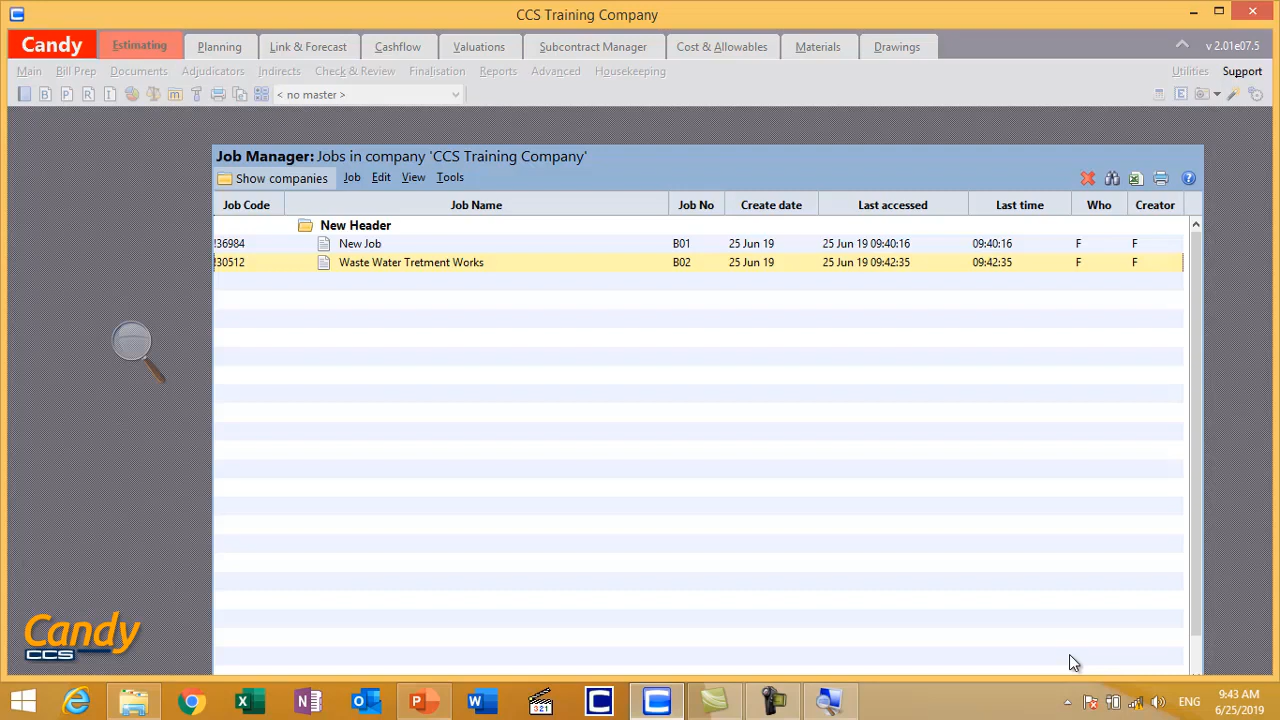 CCS Training Company
Candy Estimating Planning Link & Forecast Cashflow Valuations Subcontract Manager Cost & Allowables Materials Drawings v 2.01e07.5
Main Bill Prep Documents Adjudicators Indirects Check & Review Finalisation Reports Advanced Housekeeping Utilities Support
B P R I m < no master > E
Job Manager: Jobs in company 'CCS Training Company'
Show companies Job Edit View Tools
Job Code Job Name Job No Create date Last accessed Last time Who Creator
New Header
!36984 New Job B01 25 Jun 19 25 Jun 19 09:40:16 09:40:16 F F
!30512 Waste Water Tretment Works B02 25 Jun 19 25 Jun 19 09:42:35 09:42:35 F F
Candy
CCS
321
ENG
9:43 AM
6/25/2019